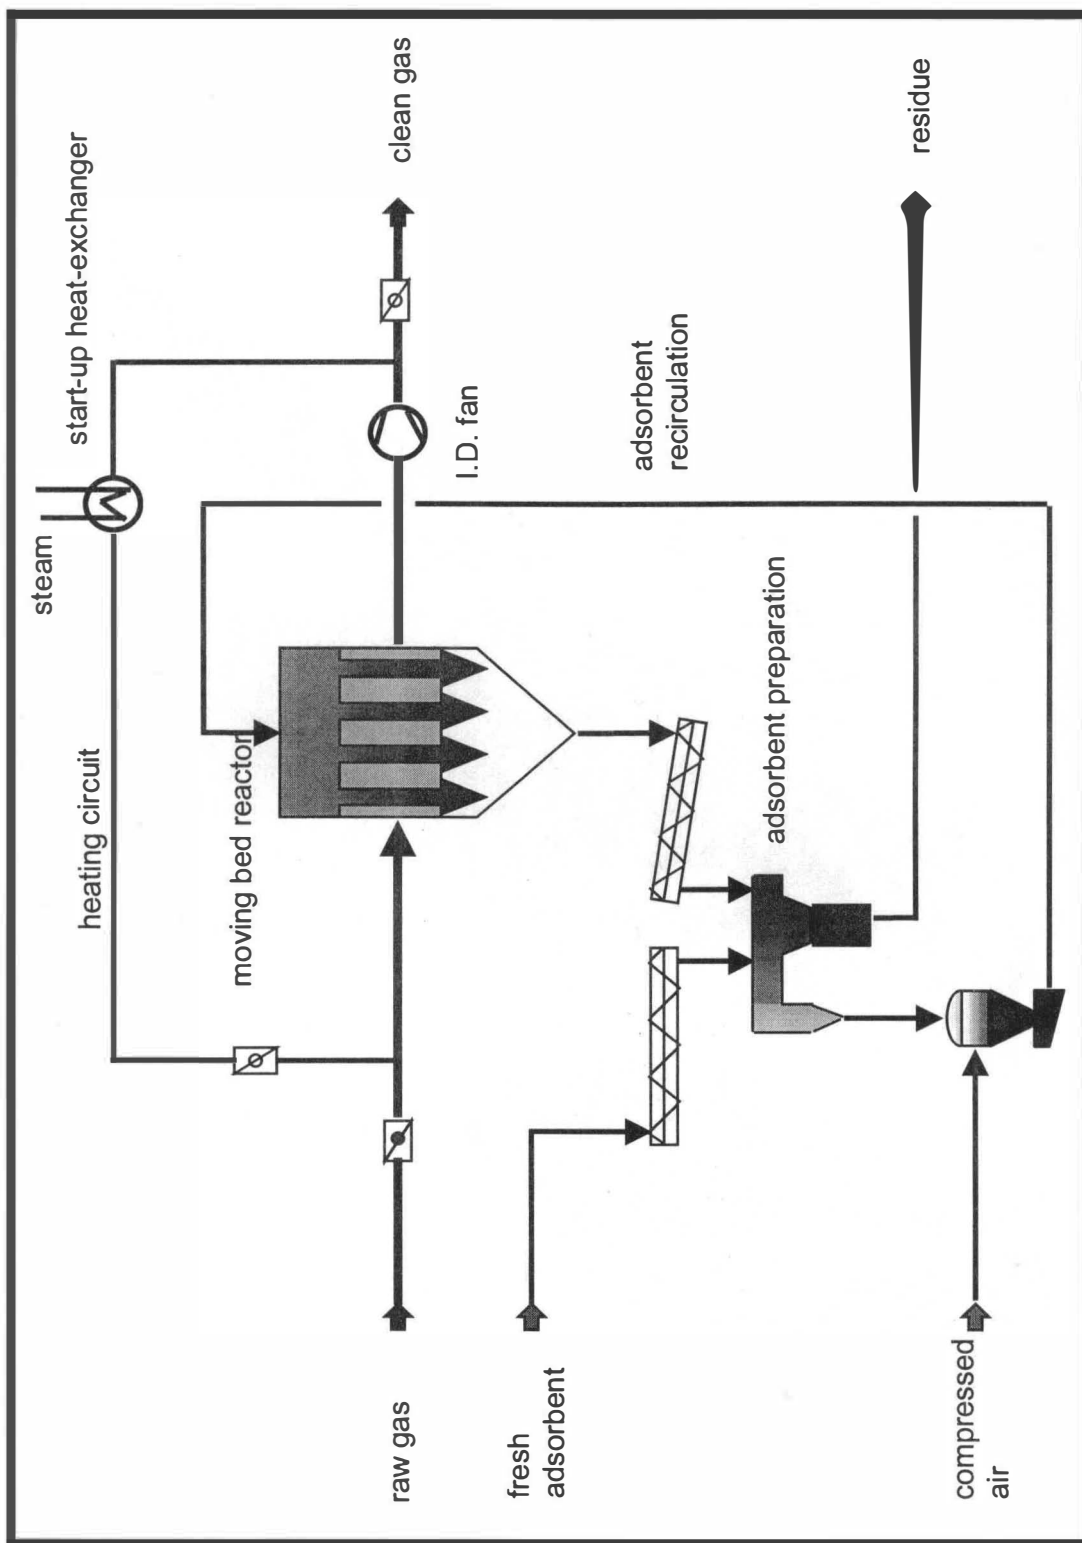 steam
start-up heat-exchanger
heating circuit
clean gas
moving bed reactor
I.D. fan
raw gas
fresh
adsorbent
adsorbent
recirculation
adsorbent preparation
residue
compressed
air